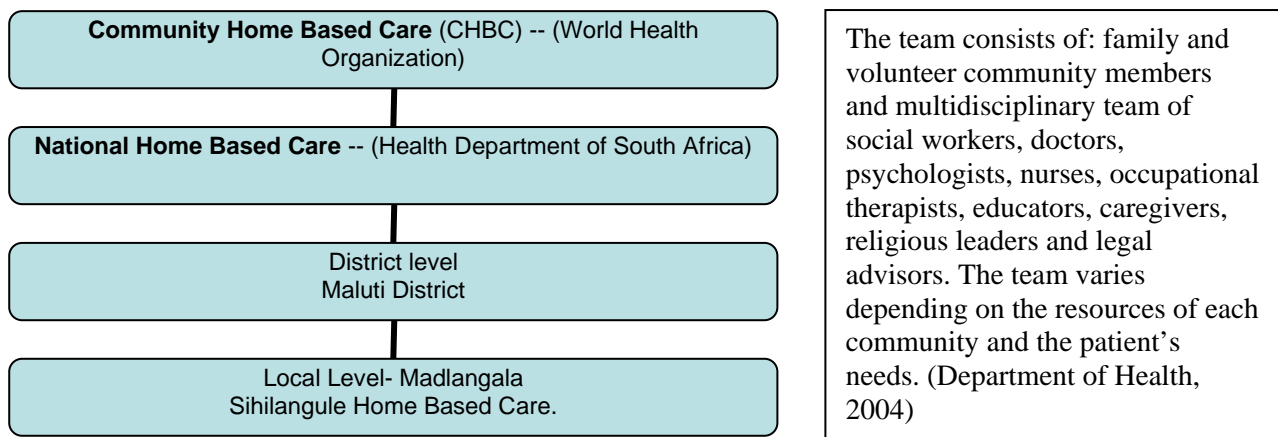 Community Home Based Care (CHBC) -- (World Health
Organization)
National Home Based Care -- (Health Department of South Africa)
District level
Maluti District
Local Level- Madlangala
Sihilangule Home Based Care.
The team consists of: family and
volunteer community members
and multidisciplinary team of
social workers, doctors,
psychologists, nurses, occupational
therapists, educators, caregivers,
religious leaders and legal
advisors. The team varies
depending on the resources of each
community and the patient’s
needs. (Department of Health,
2004)